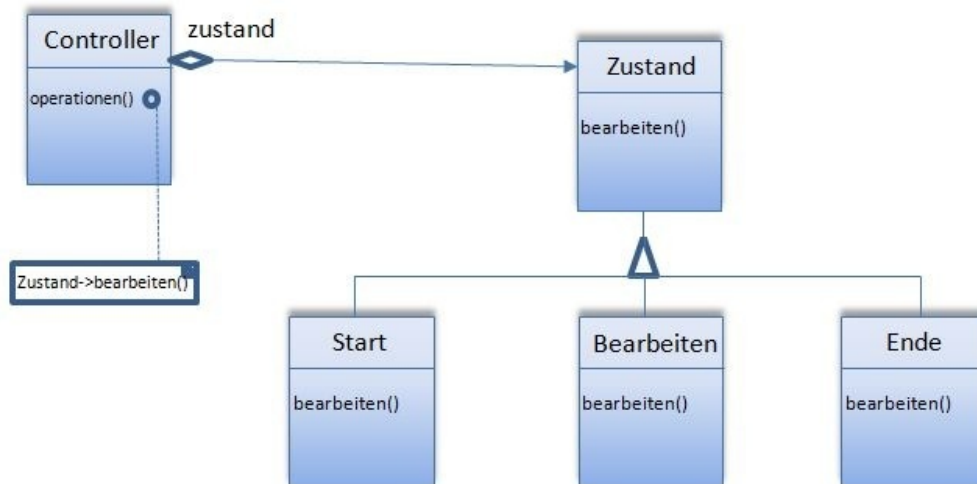 Controller
zustand
operationen()
Zustand
bearbeiten()
Zustand->bearbeiten()
Start
bearbeiten()
Bearbeiten
bearbeiten()
Ende
bearbeiten()